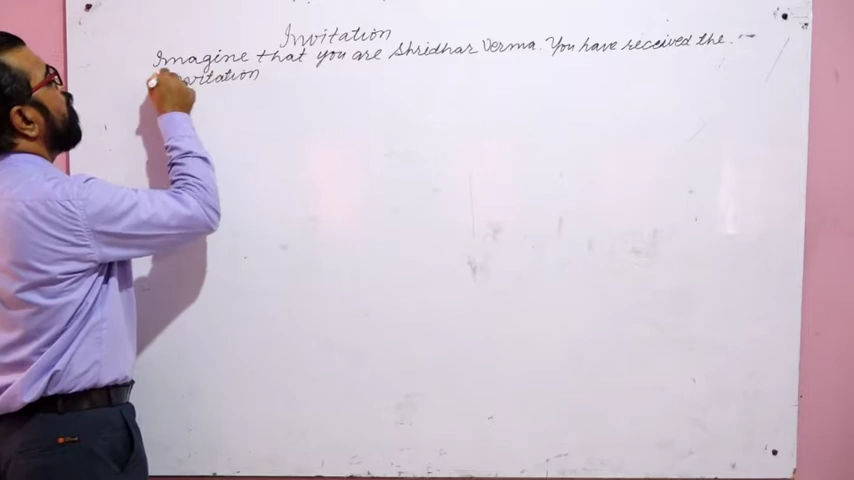 Invitation
Imagine that you are Shridhar Verma. You have received the. -
invitation